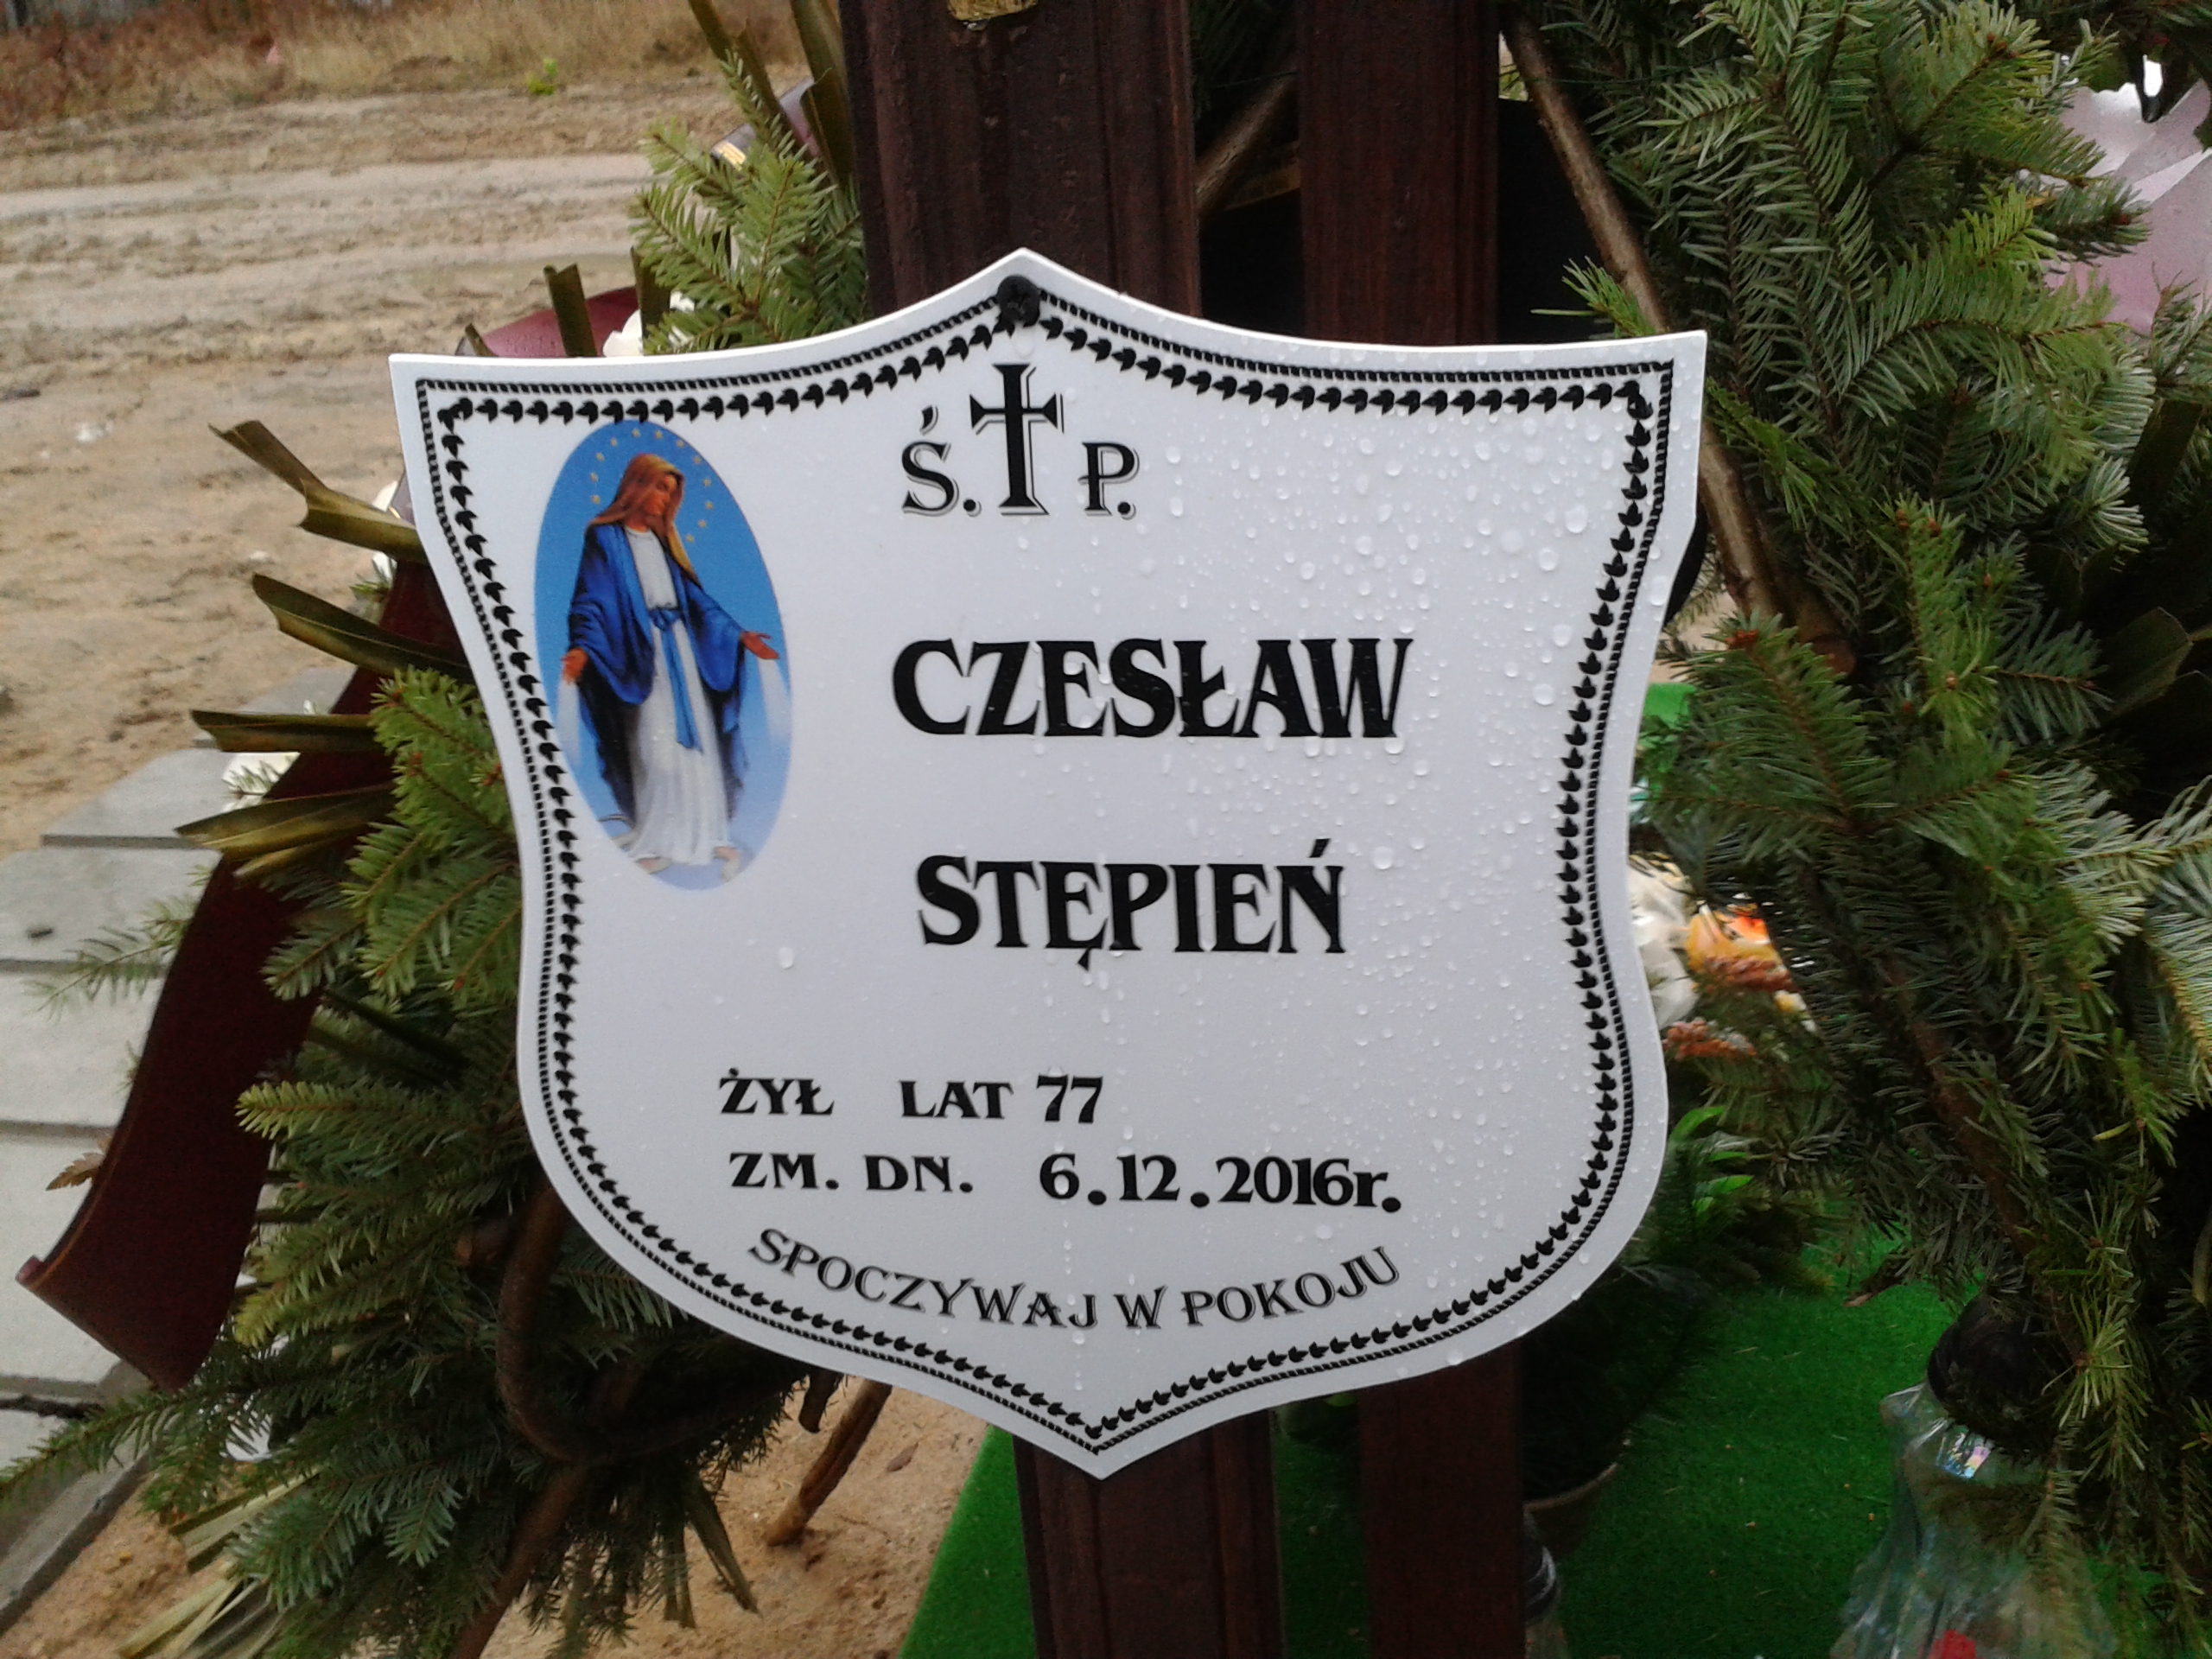 Ś. P.
CZESŁAW
STĘPIEŃ
ŻYŁ LAT 77
ZM. DN. 6.12.2016r.
SPOCZYWAJ W POKOJU